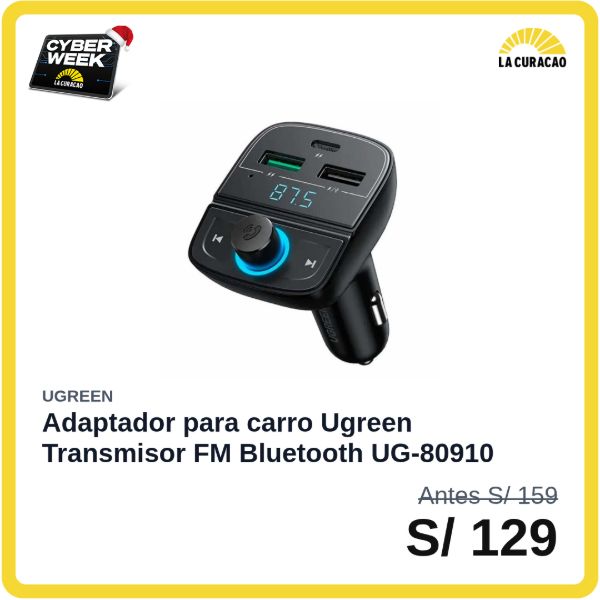 CYBER
WEEK
LA CURACAO
LA CURACAO
87.5
UGREEN
UGREEN
Adaptador para carro Ugreen
Transmisor FM Bluetooth UG-80910
Antes S/ 159
S/ 129